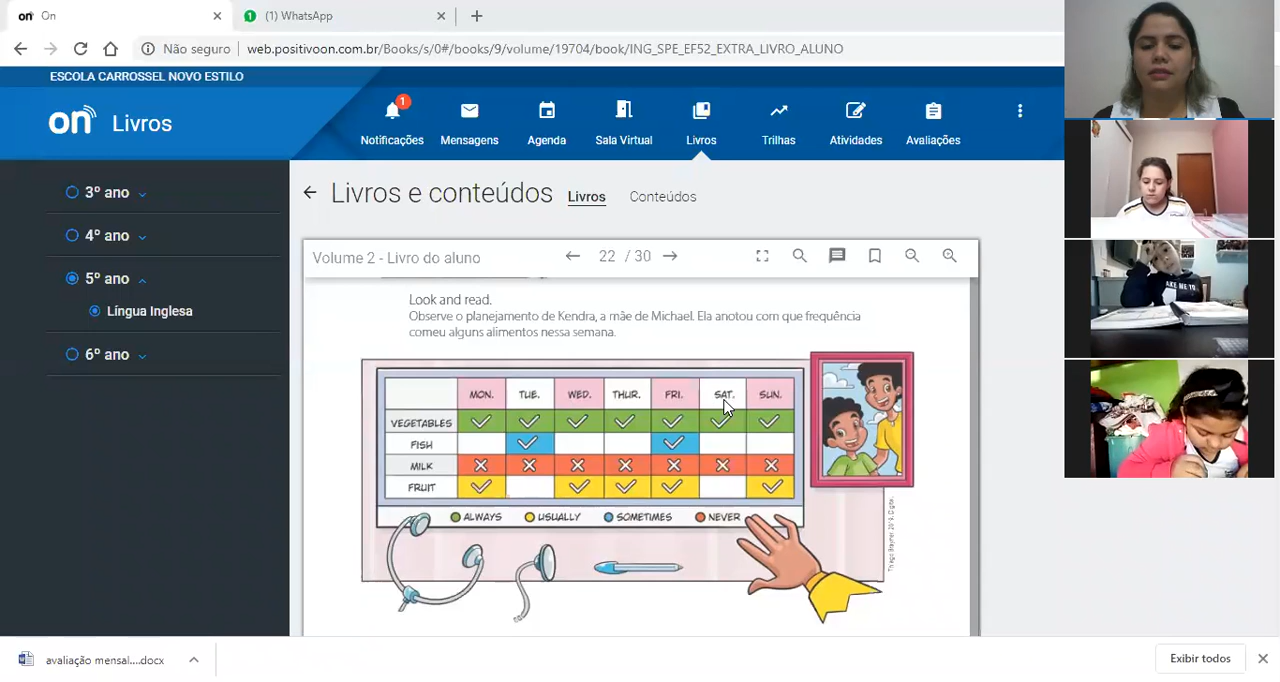 on On
(1) WhatsApp
Não seguro web.positivoon.com.br/Books/s/0#/books/9/volume/19704/book/ING_SPE_EF52_EXTRA_LIVRO_ALUNO
ESCOLA CARROSSEL NOVO ESTILO
on Livros
1
Notificações Mensagens Agenda Sala Virtual Livros Trilhas Atividades Avaliações
3º ano
4º ano
5º ano
Língua Inglesa
6º ano
Livros e conteúdos Livros Conteúdos
Volume 2 - Livro do aluno 22 / 30
Look and read.
Observe o planejamento de Kendra, a mãe de Michael. Ela anotou com que frequência
comeu alguns alimentos nessa semana.
MON. TUE. WED. THUR. FRI. SAT. SUN.
VEGETABLES
FISH
MILK
FRUIT
ALWAYS USUALLY SOMETIMES NEVER
avaliação mensal....docx
Exibir todos